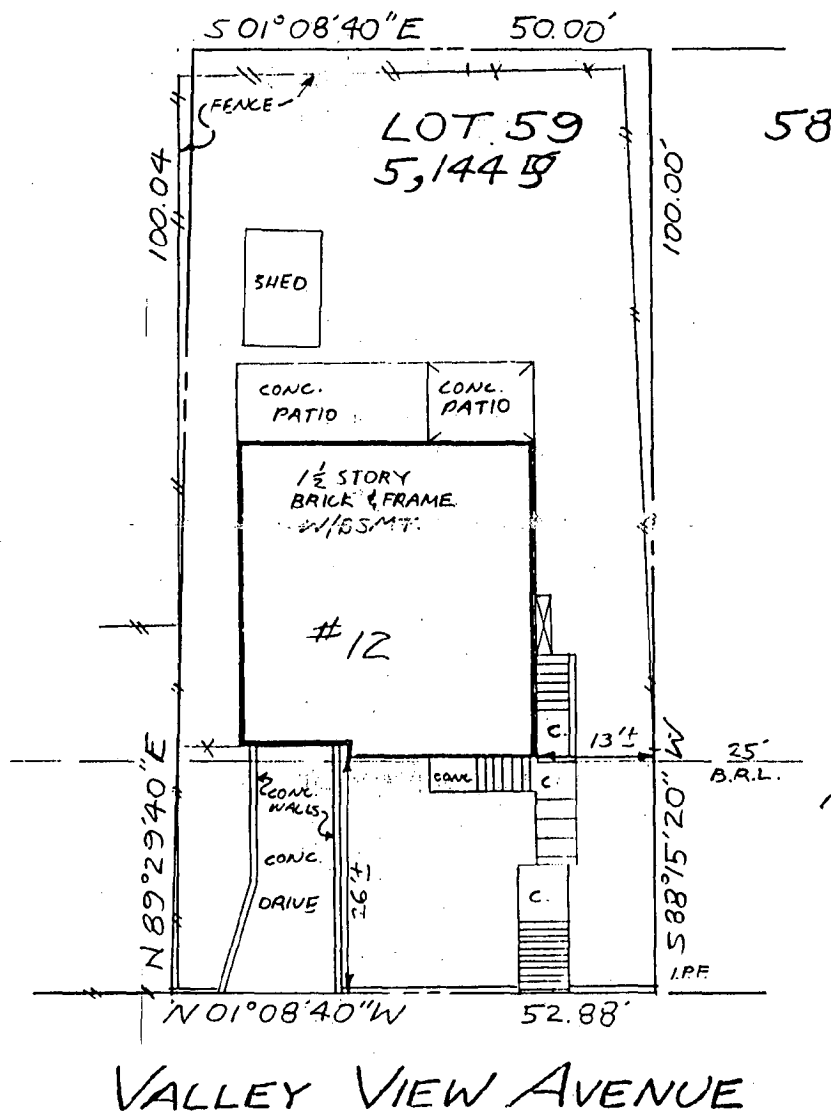 S 01°08'40"E 50.00'
FENCE
LOT 59
58
5,144
100.04
100.00'
SHED
CONC.
PATIO
CONC.
PATIO
1½ STORY
BRICK & FRAME
W/BSMT.
#12
C.
13'±
25'
B.R.L.
CONC
C.
CONC.
WALLS
CONC.
DRIVE
26'±
C.
N 89°29'40"E
S 88°15'20"W
I.P.F.
N 01°08'40"W 52.88'
VALLEY VIEW AVENUE